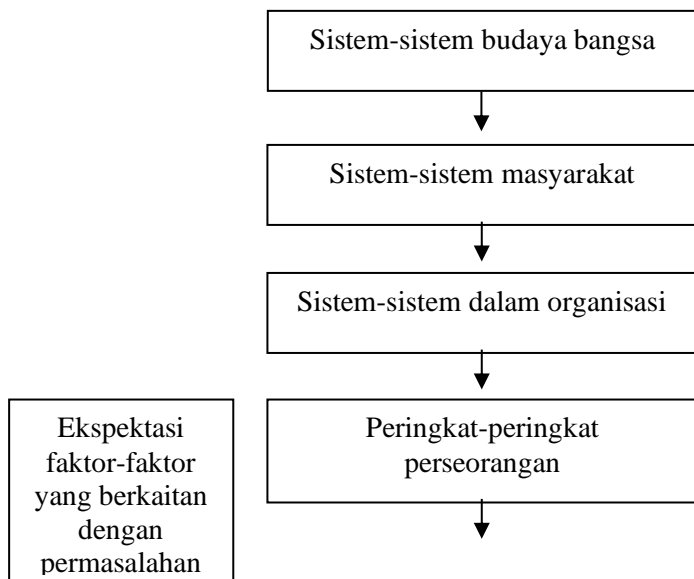 Sistem-sistem budaya bangsa
Sistem-sistem masyarakat
Sistem-sistem dalam organisasi
Peringkat-peringkat
perseorangan
Ekspektasi
faktor-faktor
yang berkaitan
dengan
permasalahan